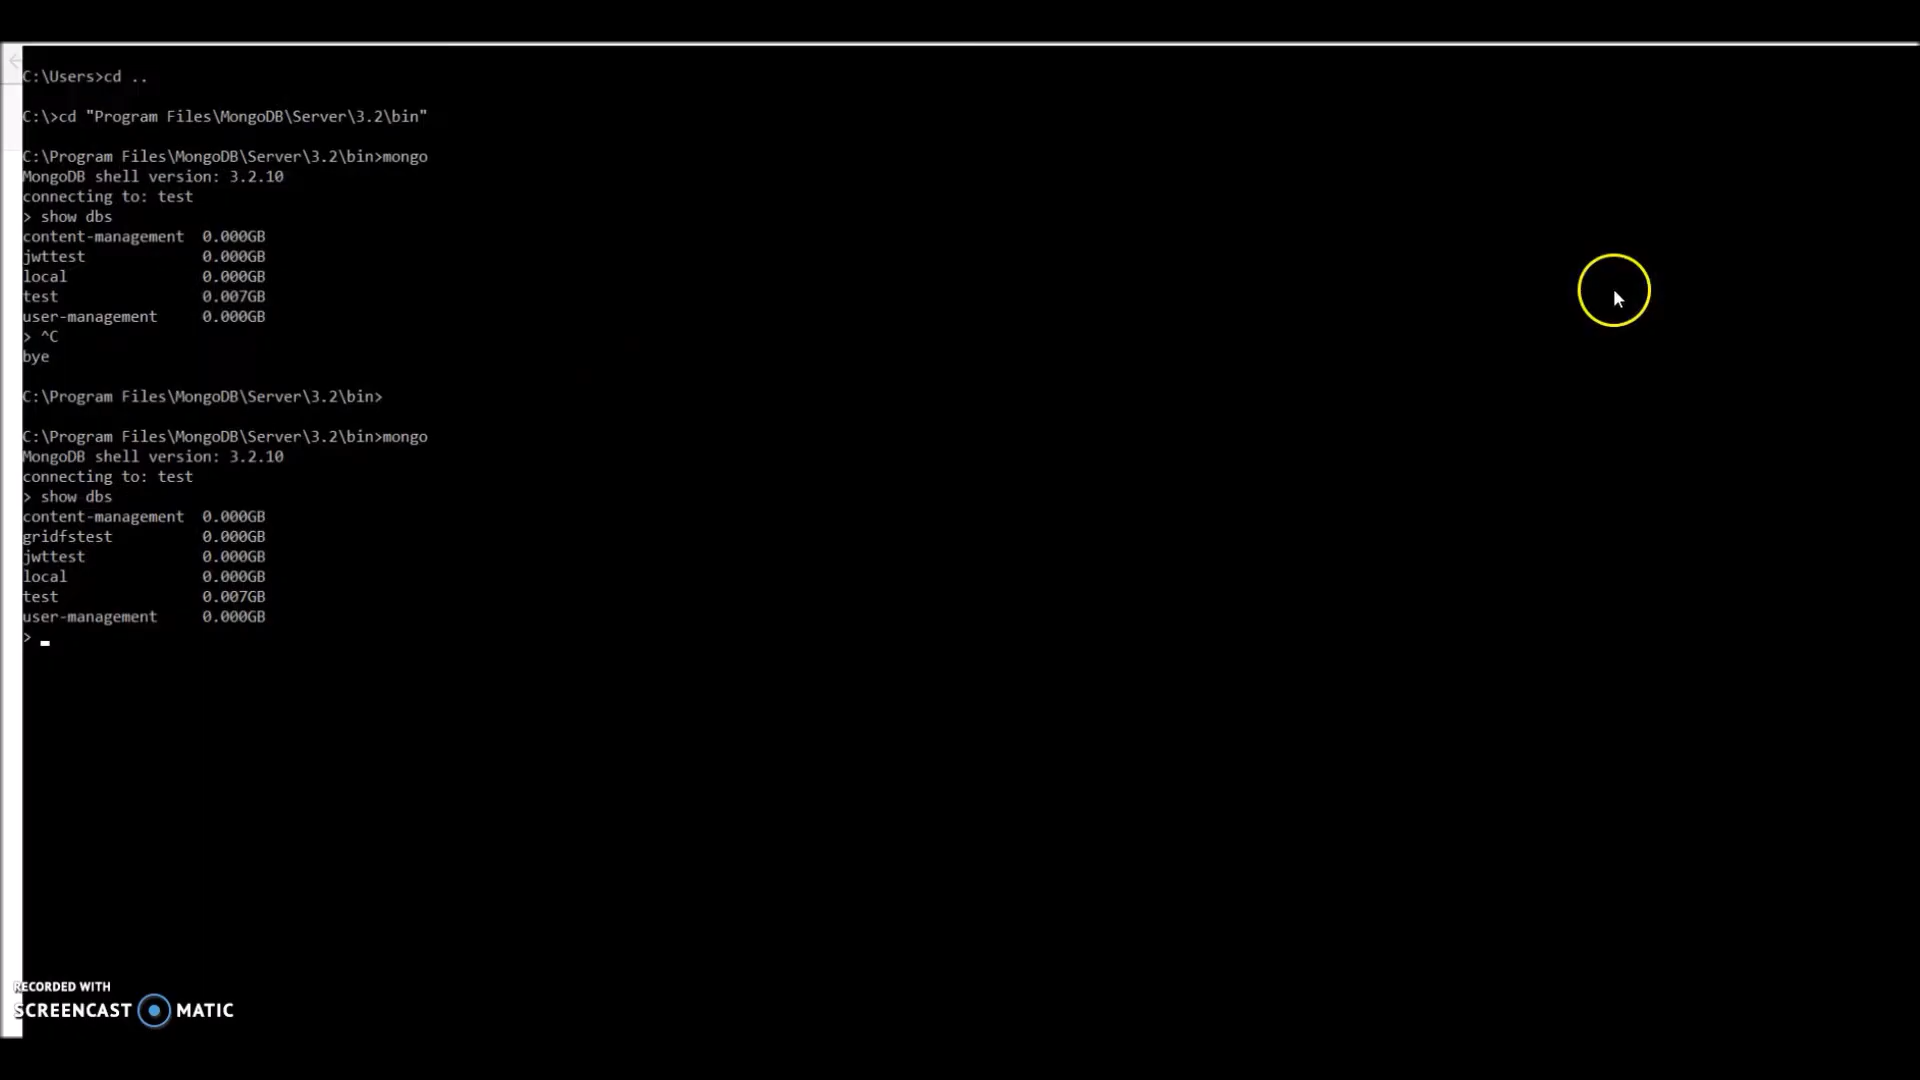 C:\Users>cd ..
C:\>cd "Program Files\MongoDB\Server\3.2\bin"
C:\Program Files\MongoDB\Server\3.2\bin>mongo
MongoDB shell version: 3.2.10
connecting to: test
> show dbs
content-management  0.000GB
jwttest             0.000GB
local               0.000GB
test                0.007GB
user-management     0.000GB
> ^C
bye
C:\Program Files\MongoDB\Server\3.2\bin>
C:\Program Files\MongoDB\Server\3.2\bin>mongo
MongoDB shell version: 3.2.10
connecting to: test
> show dbs
content-management  0.000GB
gridfstest          0.000GB
jwttest             0.000GB
local               0.000GB
test                0.007GB
user-management     0.000GB
>
RECORDED WITH
SCREENCAST MATIC